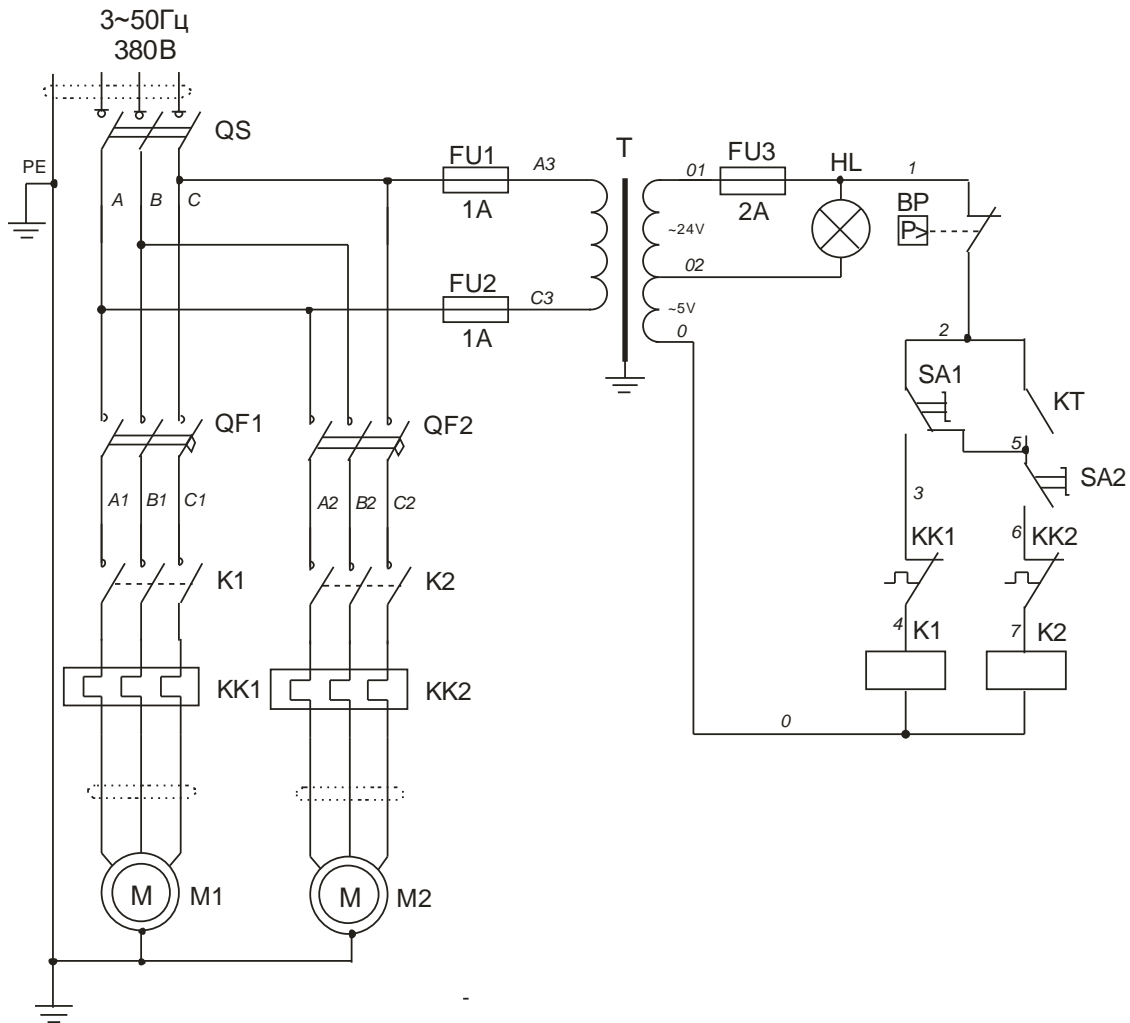 3~50Гц
380В
QS
PE
A
B
C
FU1
1A
A3
T
01
FU3
2A
HL
1
BP
P>
~24V
02
FU2
1A
C3
~5V
0
2
SA1
KT
5
SA2
QF1
QF2
A1
B1
C1
A2
B2
C2
3
KK1
6
KK2
K1
K2
4
K1
7
K2
KK1
KK2
0
M
M1
M
M2
-